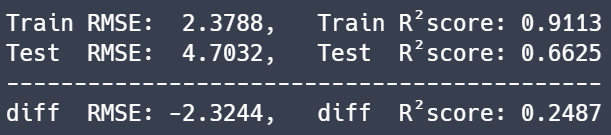 Train RMSE:  2.3788,   Train R²score: 0.9113
Test  RMSE:  4.7032,   Test  R²score: 0.6625
--------------------------------------------
diff  RMSE: -2.3244,   diff  R²score: 0.2487